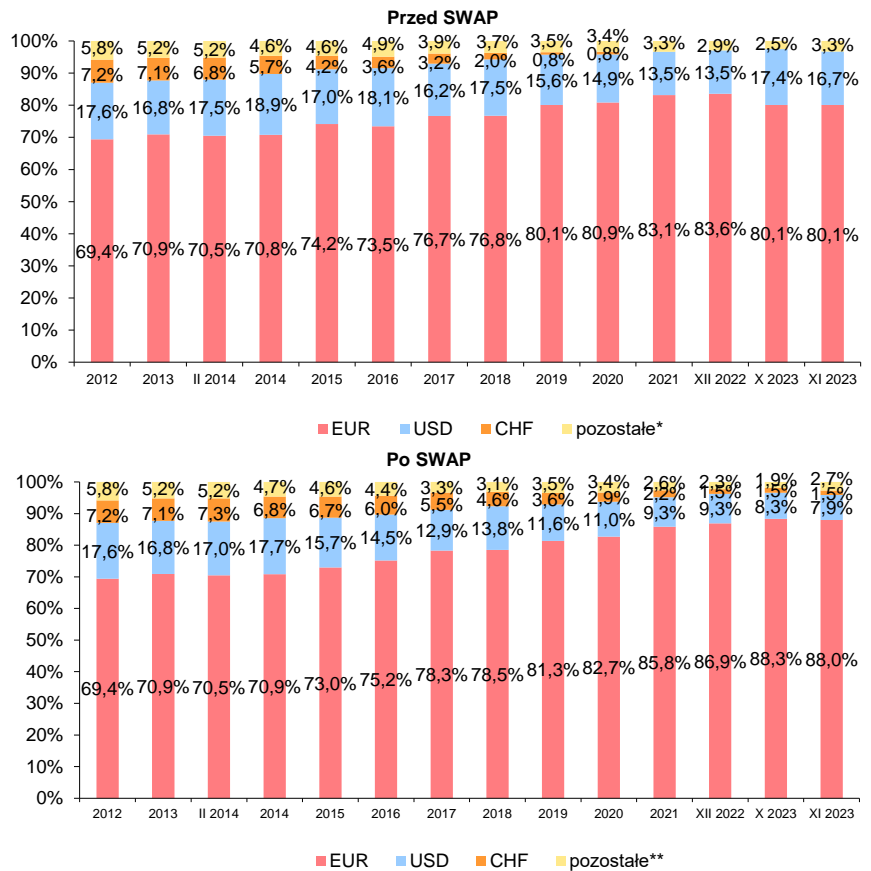 Przed SWAP
100%
90%
80%
70%
60%
50%
40%
30%
20%
10%
0%
5,8% 5,2% 5,2% 4,6% 4,6% 4,9% 3,9% 3,7% 3,5% 3,4% 3,3% 2,9% 2,5% 3,3%
7,2% 7,1% 6,8% 5,7% 4,2% 3,6% 3,2% 2,0% 0,8% 0,8%
17,6% 16,8% 17,5% 18,9% 17,0% 18,1% 16,2% 17,5% 15,6% 14,9% 13,5% 13,5% 17,4% 16,7%
69,4% 70,9% 70,5% 70,8% 74,2% 73,5% 76,7% 76,8% 80,1% 80,9% 83,1% 83,6% 80,1% 80,1%
2012 2013 II 2014 2014 2015 2016 2017 2018 2019 2020 2021 XII 2022 X 2023 XI 2023
EUR USD CHF pozostałe*
Po SWAP
100%
90%
80%
70%
60%
50%
40%
30%
20%
10%
0%
5,8% 5,2% 5,2% 4,7% 4,6% 4,4% 3,3% 3,1% 3,5% 3,4% 2,6% 2,3% 1,9% 2,7%
7,2% 7,1% 7,3% 6,8% 6,7% 6,0% 5,5% 4,6% 3,6% 2,9% 2,2% 1,5% 1,5% 1,5%
17,6% 16,8% 17,0% 17,7% 15,7% 14,5% 12,9% 13,8% 11,6% 11,0% 9,3% 9,3% 8,3% 7,9%
69,4% 70,9% 70,5% 70,9% 73,0% 75,2% 78,3% 78,5% 81,3% 82,7% 85,8% 86,9% 88,3% 88,0%
2012 2013 II 2014 2014 2015 2016 2017 2018 2019 2020 2021 XII 2022 X 2023 XI 2023
EUR USD CHF pozostałe**